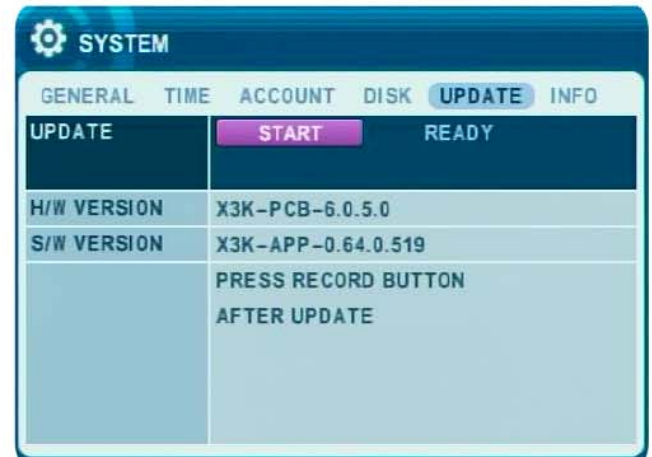 SYSTEM
GENERAL TIME ACCOUNT DISK UPDATE INFO
UPDATE START READY
H/W VERSION X3K-PCB-6.0.5.0
S/W VERSION X3K-APP-0.64.0.519
PRESS RECORD BUTTON
AFTER UPDATE